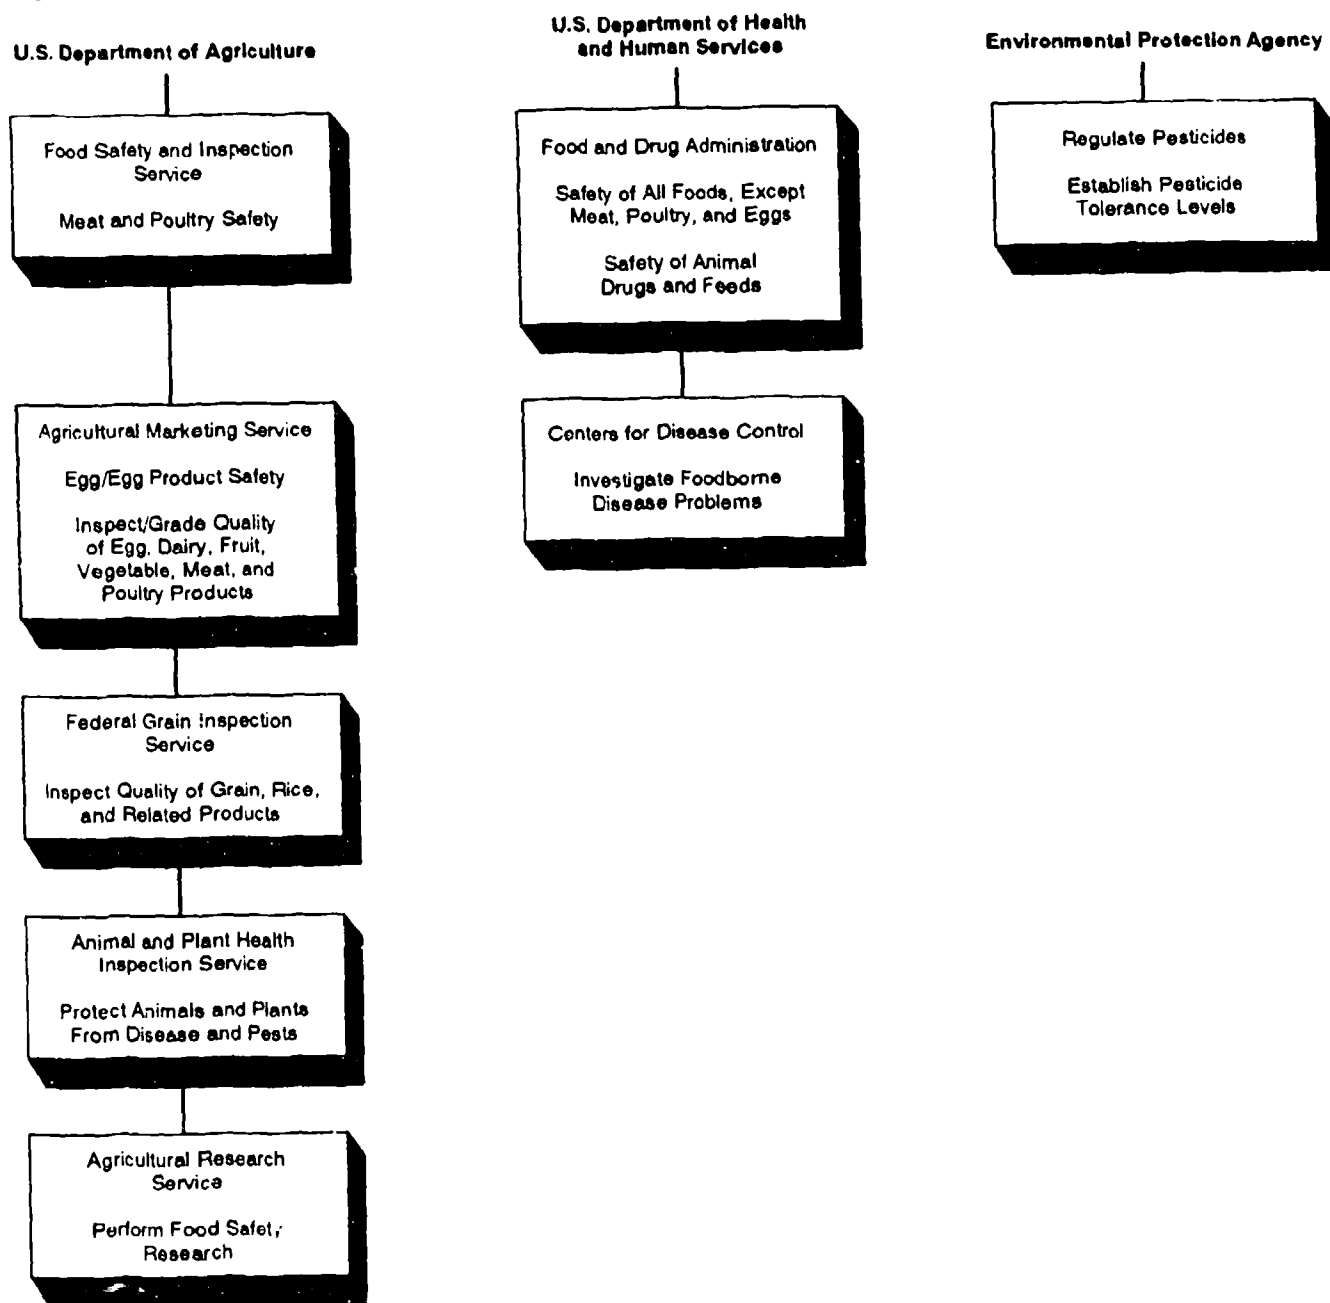 U.S. Department of Agriculture
Food Safety and Inspection
Service
Meat and Poultry Safety
Agricultural Marketing Service
Egg/Egg Product Safety
Inspect/Grade Quality
of Egg, Dairy, Fruit,
Vegetable, Meat, and
Poultry Products
Federal Grain Inspection
Service
Inspect Quality of Grain, Rice,
and Related Products
Animal and Plant Health
Inspection Service
Protect Animals and Plants
From Disease and Pests
Agricultural Research
Service
Perform Food Safety
Research
U.S. Department of Health
and Human Services
Food and Drug Administration
Safety of All Foods, Except
Meat, Poultry, and Eggs
Safety of Animal
Drugs and Feeds
Centers for Disease Control
Investigate Foodborne
Disease Problems
Environmental Protection Agency
Regulate Pesticides
Establish Pesticide
Tolerance Levels